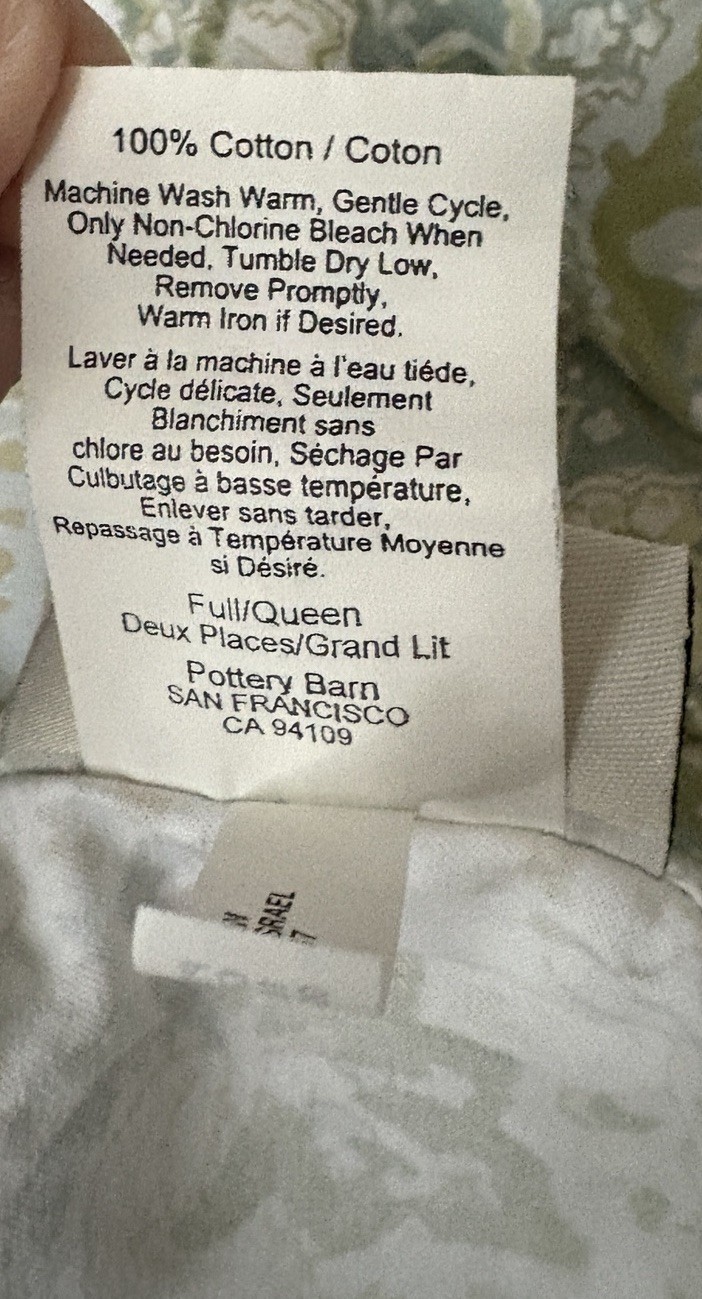 100% Cotton / Coton
Machine Wash Warm, Gentle Cycle,
Only Non-Chlorine Bleach When
Needed, Tumble Dry Low,
Remove Promptly,
Warm Iron if Desired.
Laver à la machine à l'eau tiéde,
Cycle délicate, Seulement
Blanchiment sans
chlore au besoin, Séchage Par
Culbutage à basse température,
Enlever sans tarder,
Repassage à Température Moyenne
si Désiré.
Full/Queen
Deux Places/Grand Lit
Pottery Barn
SAN FRANCISCO
CA 94109
SRAEL
7